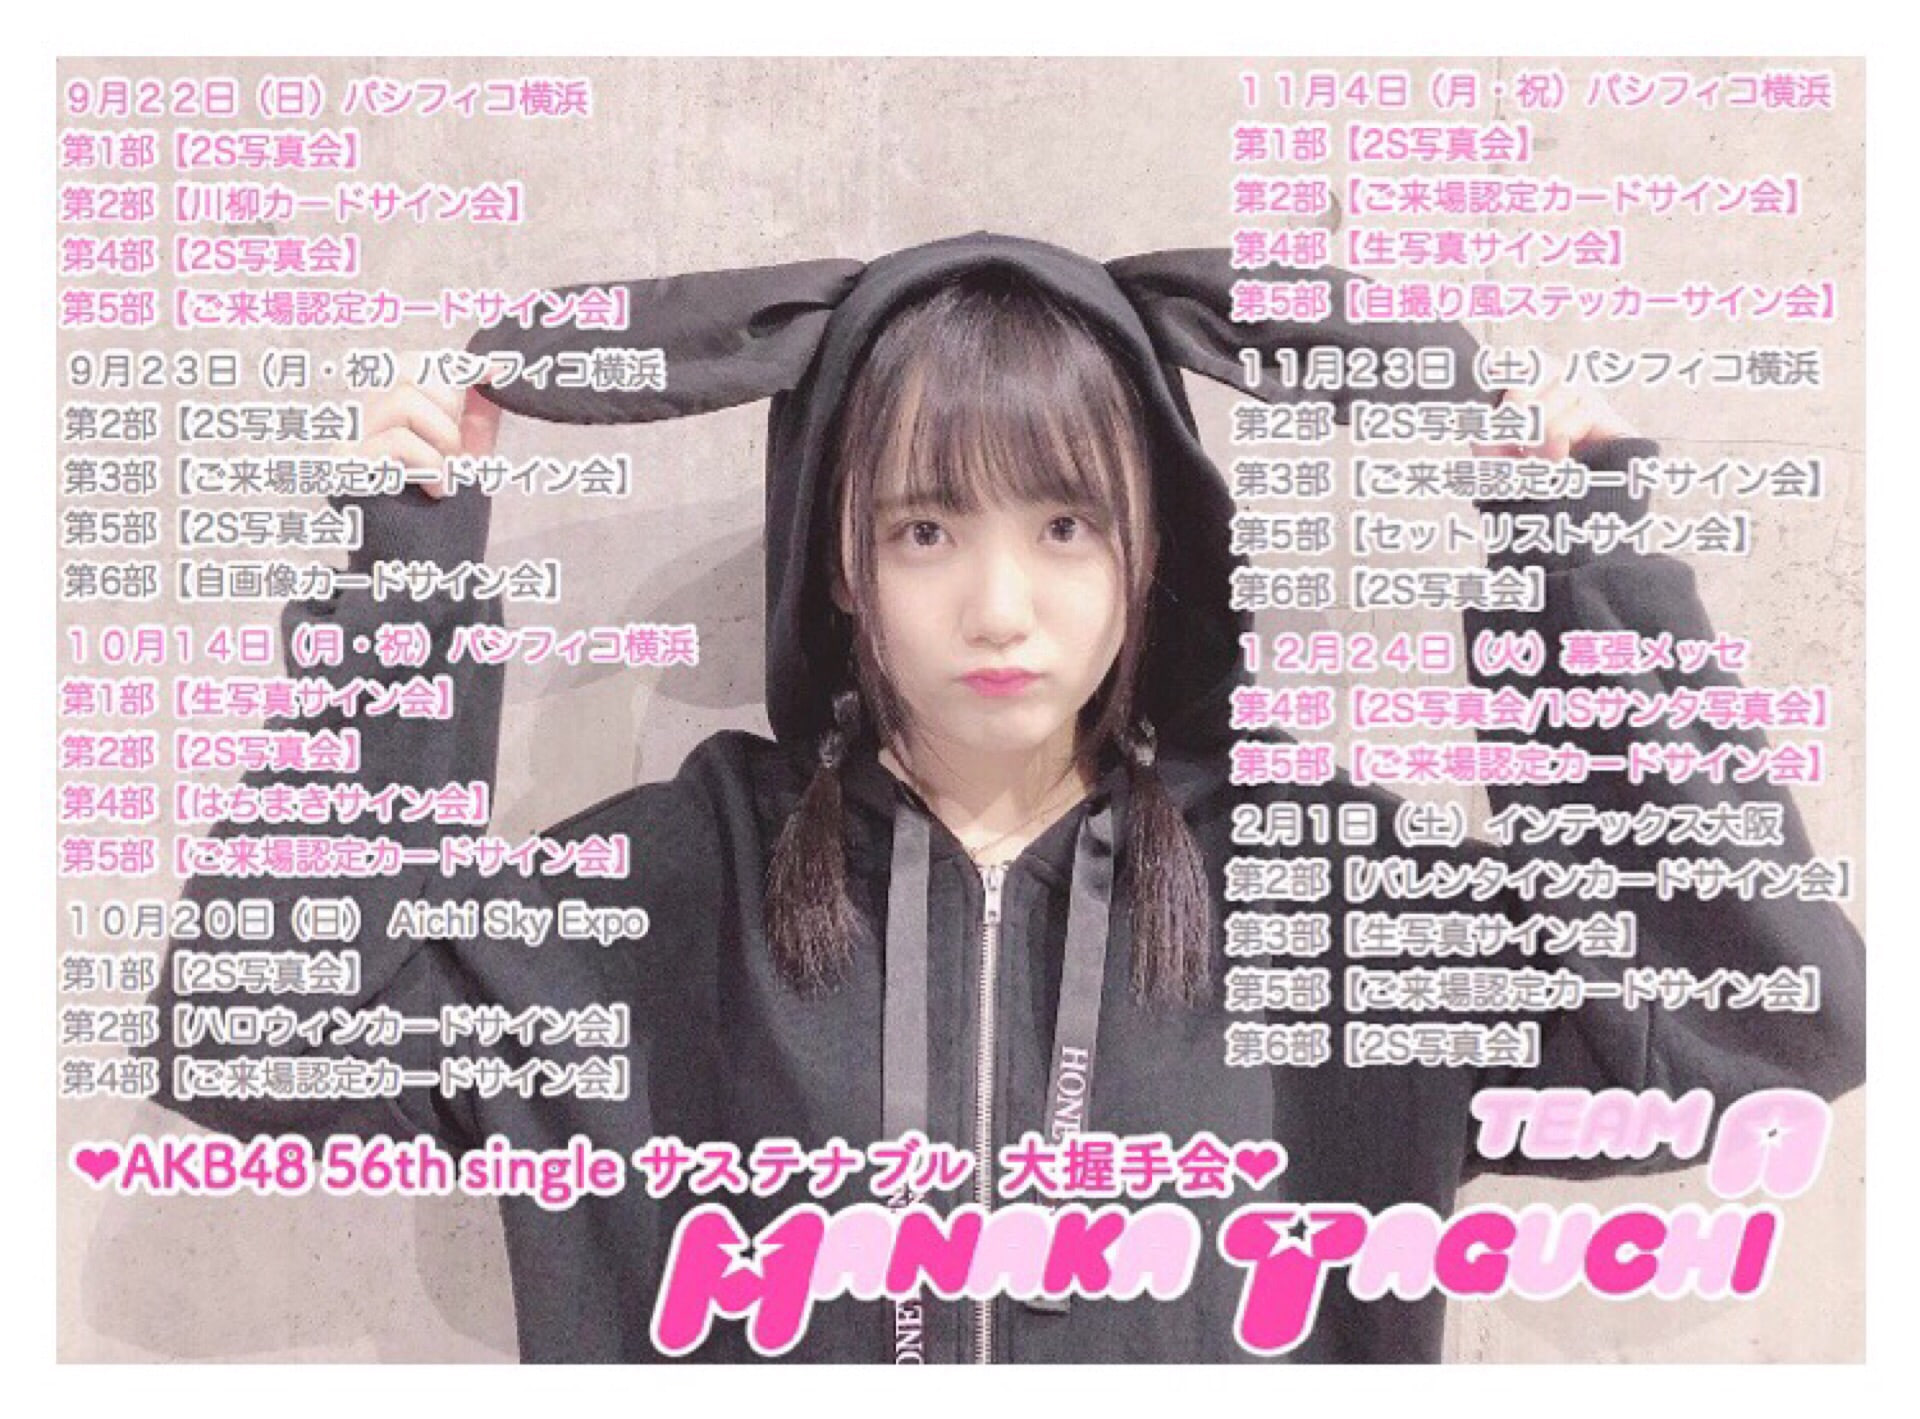 ９月２２日（日）パシフィコ横浜
第1部【2S写真会】
第2部【川柳カードサイン会】
第4部【2S写真会】
第5部【ご来場認定カードサイン会】
９月２３日（月・祝）パシフィコ横浜
第2部【2S写真会】
第3部【ご来場認定カードサイン会】
第5部【2S写真会】
第6部【自画像カードサイン会】
１０月１４日（月・祝）パシフィコ横浜
第1部【生写真サイン会】
第2部【2S写真会】
第4部【はちまきサイン会】
第5部【ご来場認定カードサイン会】
１０月２０日（日） Aichi Sky Expo
第1部【2S写真会】
第2部【ハロウィンカードサイン会】
第4部【ご来場認定カードサイン会】
１１月４日（月・祝）パシフィコ横浜
第1部【2S写真会】
第2部【ご来場認定カードサイン会】
第4部【生写真サイン会】
第5部【自撮り風ステッカーサイン会】
１１月２３日（土）パシフィコ横浜
第2部【2S写真会】
第3部【ご来場認定カードサイン会】
第5部【セットリストサイン会】
第6部【2S写真会】
１２月２４日（火）幕張メッセ
第4部【2S写真会/1Sサンタ写真会】
第5部【ご来場認定カードサイン会】
２月１日（土）インテックス大阪
第2部【バレンタインカードサイン会】
第3部【生写真サイン会】
第5部【ご来場認定カードサイン会】
第6部【2S写真会】
HONE
ONE
TEAM A
❤AKB48 56th single サステナブル 大握手会❤
MANAKA TAGUCHI